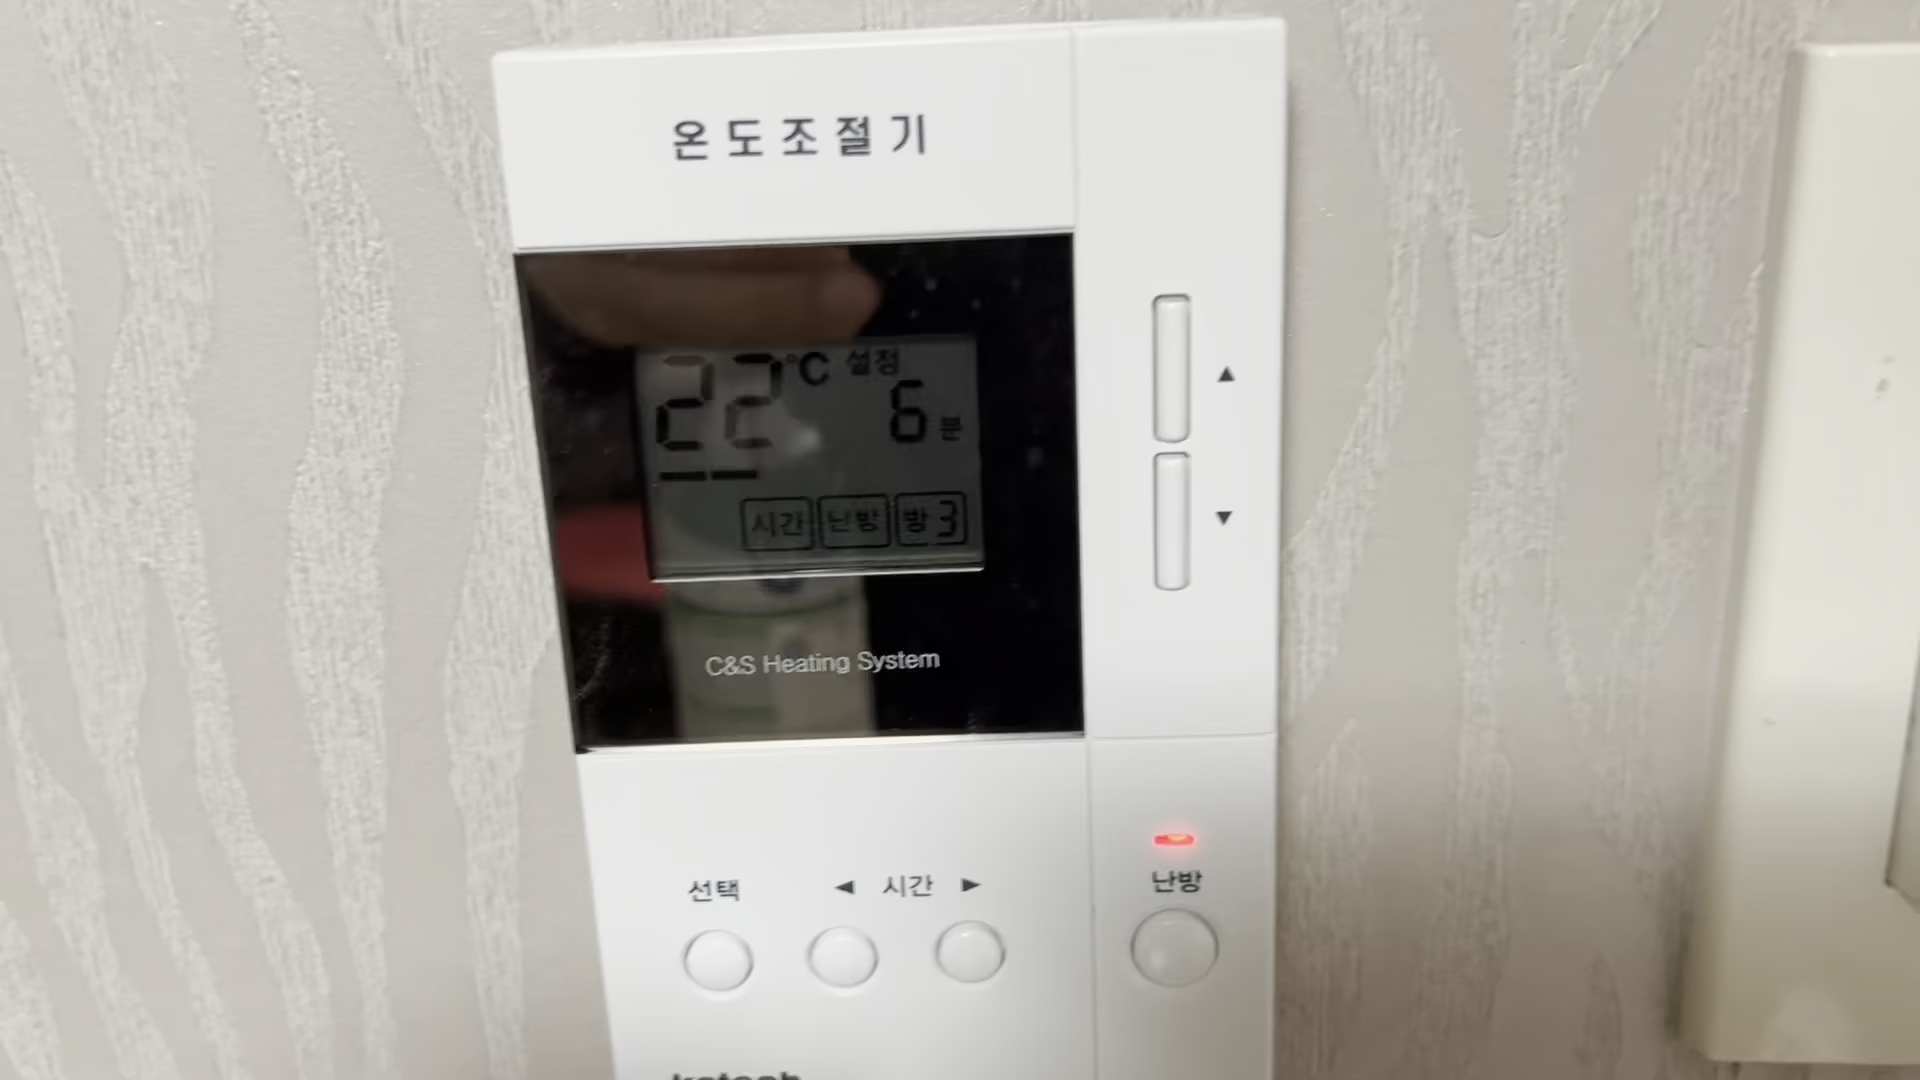 온도조절기
22°C 설정
6분
시간 난방 방3
C&S Heating System
▲
▼
선택 ◀ 시간 ▶ 난방